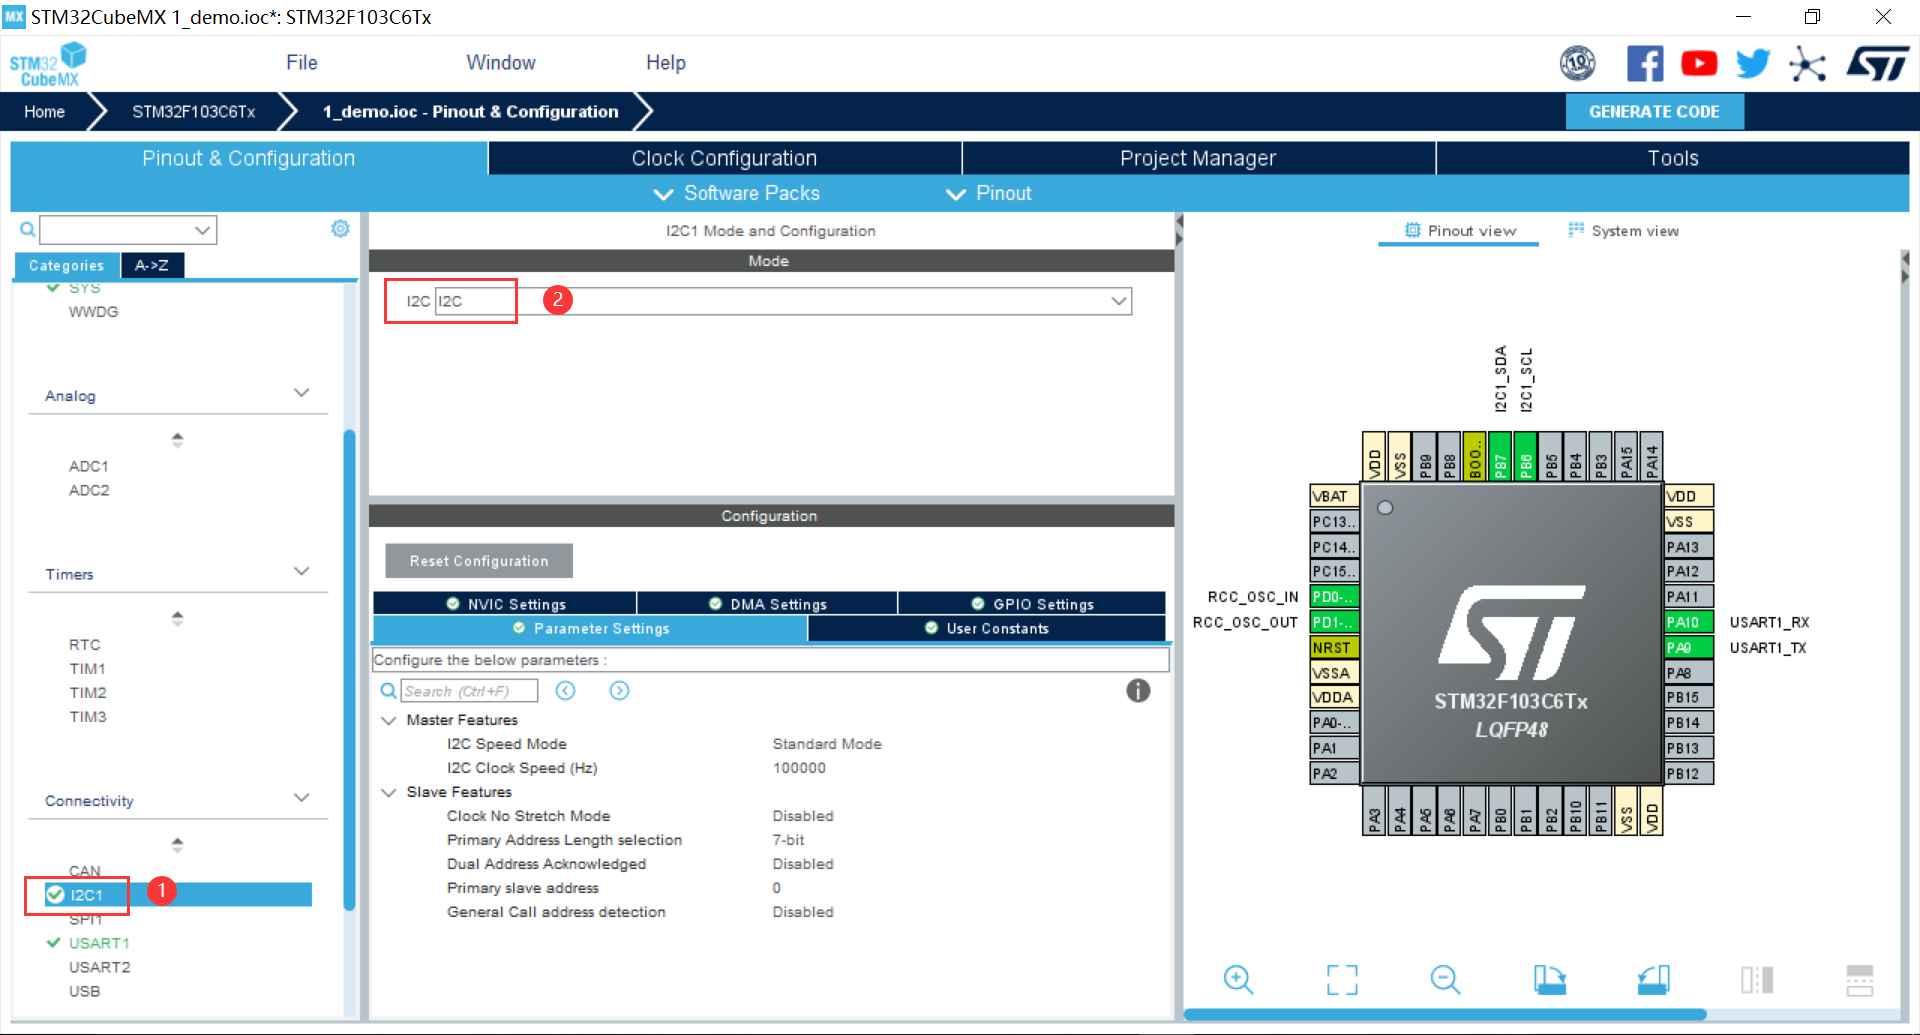 MX STM32CubeMX 1_demo.ioc*: STM32F103C6Tx
STM32 CubeMX
File Window Help
10
Home STM32F103C6Tx 1_demo.ioc - Pinout & Configuration GENERATE CODE
Pinout & Configuration Clock Configuration Project Manager Tools
Software Packs Pinout
Categories A->Z
SYS
WWDG
Analog
ADC1
ADC2
Timers
RTC
TIM1
TIM2
TIM3
Connectivity
CAN
I2C1 1
SPI1
USART1
USART2
USB
I2C1 Mode and Configuration
Mode
I2C I2C 2
Configuration
Reset Configuration
NVIC Settings DMA Settings GPIO Settings
Parameter Settings User Constants
Configure the below parameters :
Search (Ctrl+F)
Master Features
I2C Speed Mode Standard Mode
I2C Clock Speed (Hz) 100000
Slave Features
Clock No Stretch Mode Disabled
Primary Address Length selection 7-bit
Dual Address Acknowledged Disabled
Primary slave address 0
General Call address detection Disabled
Pinout view System view
I2C1_SDA I2C1_SCL
VDD VSS PB9 PB8 BOO.. PB7 PB6 PB5 PB4 PB3 PA15 PA14
VBAT
PC13..
PC14..
PC15..
RCC_OSC_IN PD0-..
RCC_OSC_OUT PD1-..
NRST
VSSA
VDDA
PA0-..
PA1
PA2
STM32F103C6Tx
LQFP48
VDD
VSS
PA13
PA12
PA11
PA10 USART1_RX
PA9 USART1_TX
PA8
PB15
PB14
PB13
PB12
PA3 PA4 PA5 PA6 PA7 PB0 PB1 PB2 PB10 PB11 VSS VDD